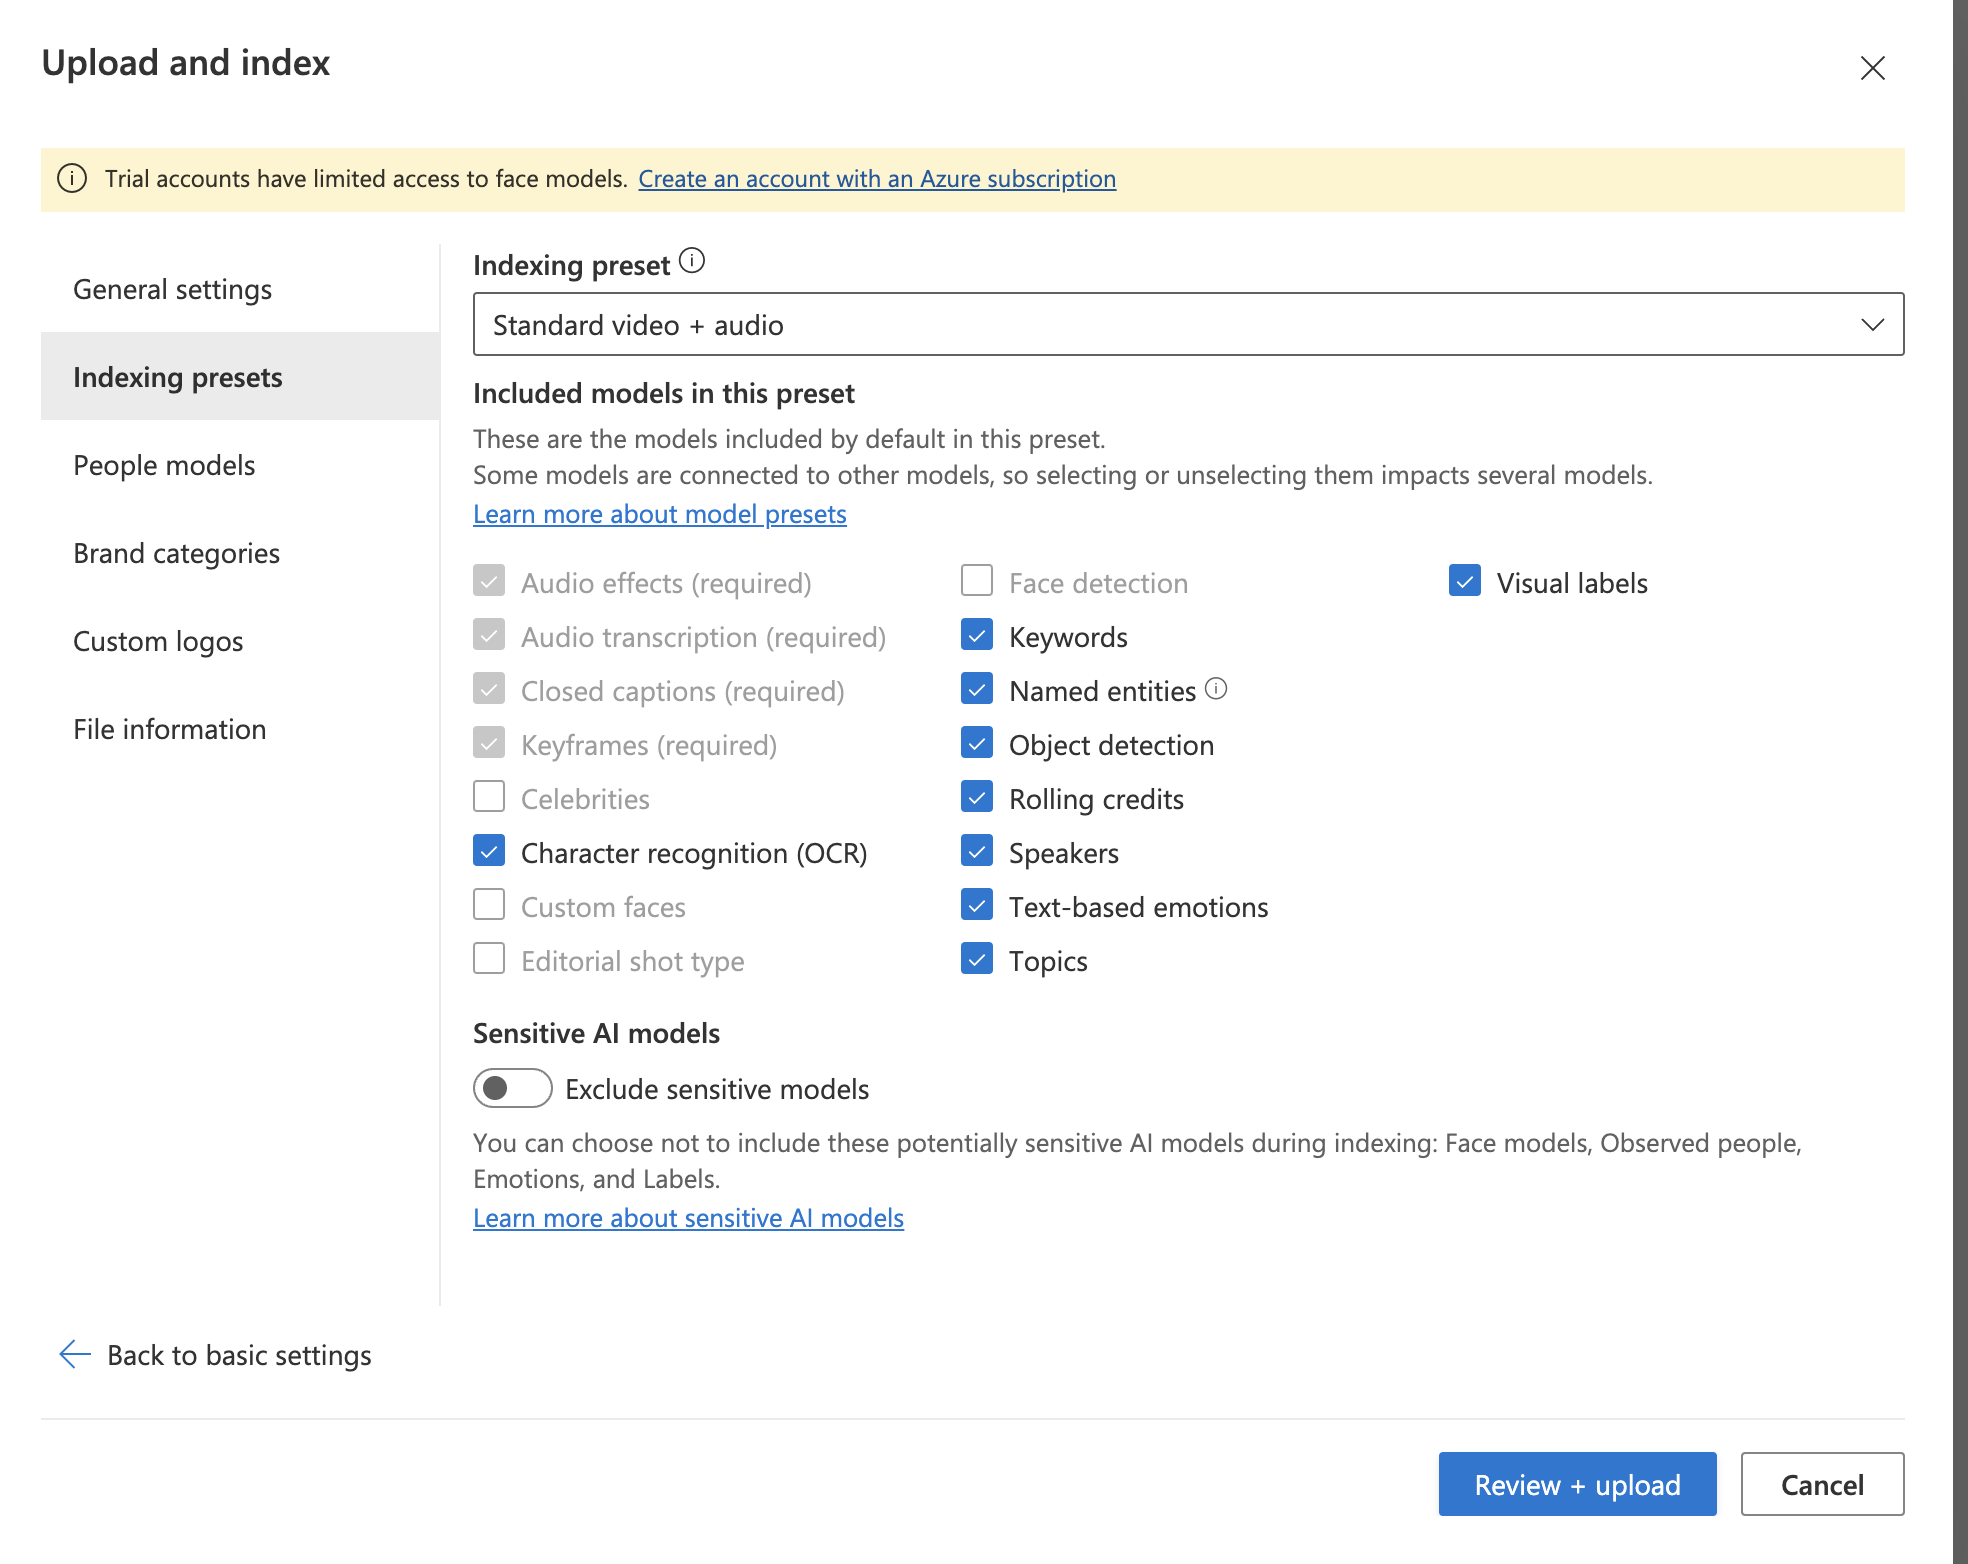 Upload and index
Trial accounts have limited access to face models. Create an account with an Azure subscription
General settings
Indexing presets
People models
Brand categories
Custom logos
File information
Indexing preset
Standard video + audio
Included models in this preset
These are the models included by default in this preset.
Some models are connected to other models, so selecting or unselecting them impacts several models.
Learn more about model presets
Audio effects (required)
Audio transcription (required)
Closed captions (required)
Keyframes (required)
Celebrities
Character recognition (OCR)
Custom faces
Editorial shot type
Face detection
Keywords
Named entities
Object detection
Rolling credits
Speakers
Text-based emotions
Topics
Visual labels
Sensitive AI models
Exclude sensitive models
You can choose not to include these potentially sensitive AI models during indexing: Face models, Observed people,
Emotions, and Labels.
Learn more about sensitive AI models
Back to basic settings
Review + upload
Cancel